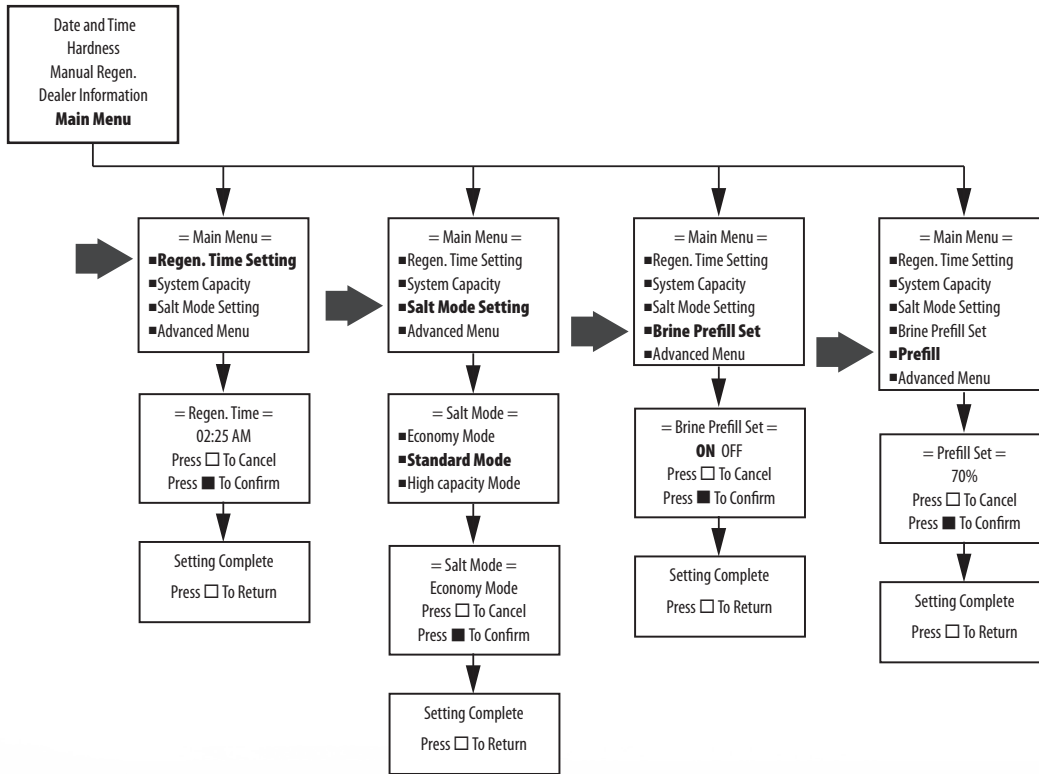 Date and Time
Hardness
Manual Regen.
Dealer Information
Main Menu
= Main Menu =
■Regen. Time Setting
■System Capacity
■Salt Mode Setting
■Advanced Menu
= Regen. Time =
02:25 AM
Press □ To Cancel
Press ■ To Confirm
Setting Complete
Press □ To Return
= Main Menu =
■Regen. Time Setting
■System Capacity
■Salt Mode Setting
■Advanced Menu
= Salt Mode =
■Economy Mode
■Standard Mode
■High capacity Mode
= Salt Mode =
Economy Mode
Press □ To Cancel
Press ■ To Confirm
Setting Complete
Press □ To Return
= Main Menu =
■Regen. Time Setting
■System Capacity
■Salt Mode Setting
■Brine Prefill Set
■Advanced Menu
= Brine Prefill Set =
ON OFF
Press □ To Cancel
Press ■ To Confirm
Setting Complete
Press □ To Return
= Main Menu =
■Regen. Time Setting
■System Capacity
■Salt Mode Setting
■Brine Prefill Set
■Prefill
■Advanced Menu
= Prefill Set =
70%
Press □ To Cancel
Press ■ To Confirm
Setting Complete
Press □ To Return